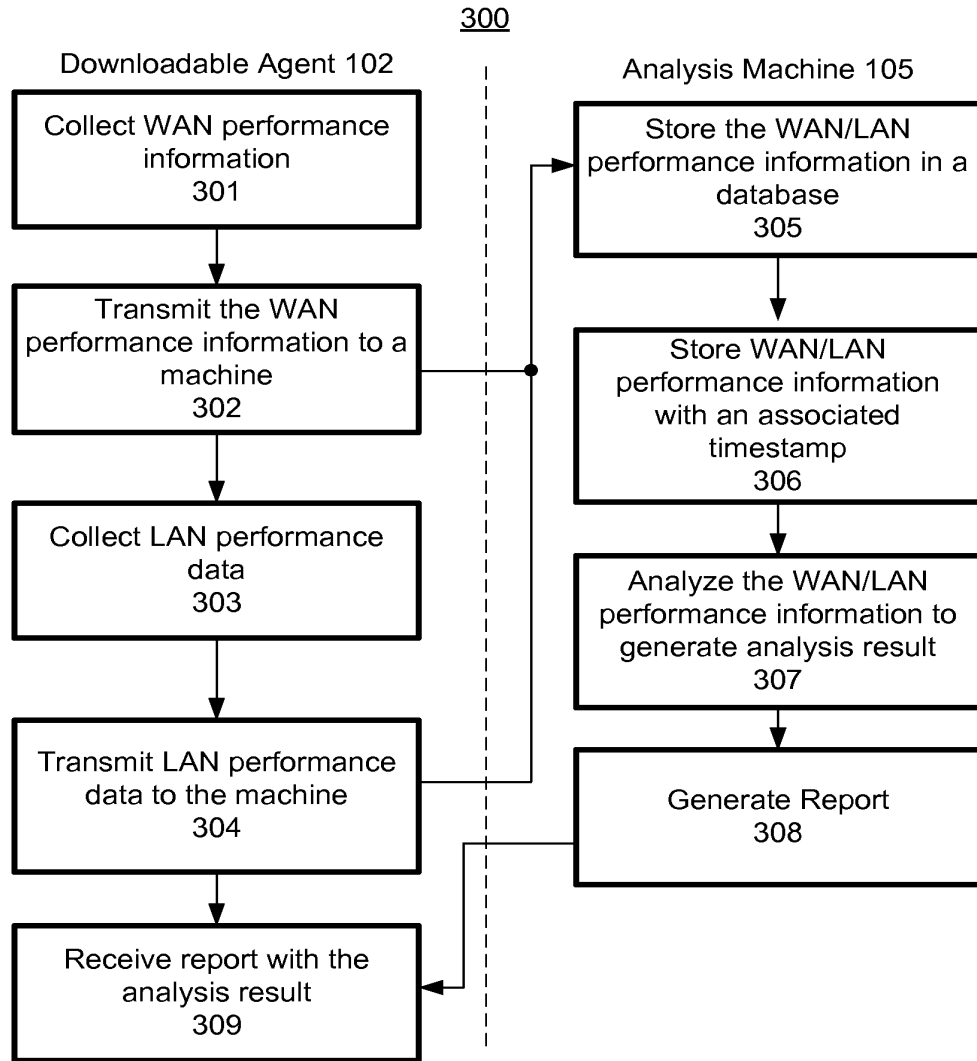 300
Downloadable Agent 102
Collect WAN performance
information
301
Transmit the WAN
performance information to a
machine
302
Collect LAN performance
data
303
Transmit LAN performance
data to the machine
304
Receive report with the
analysis result
309
Analysis Machine 105
Store the WAN/LAN
performance information in a
database
305
Store WAN/LAN
performance information
with an associated
timestamp
306
Analyze the WAN/LAN
performance information to
generate analysis result
307
Generate Report
308